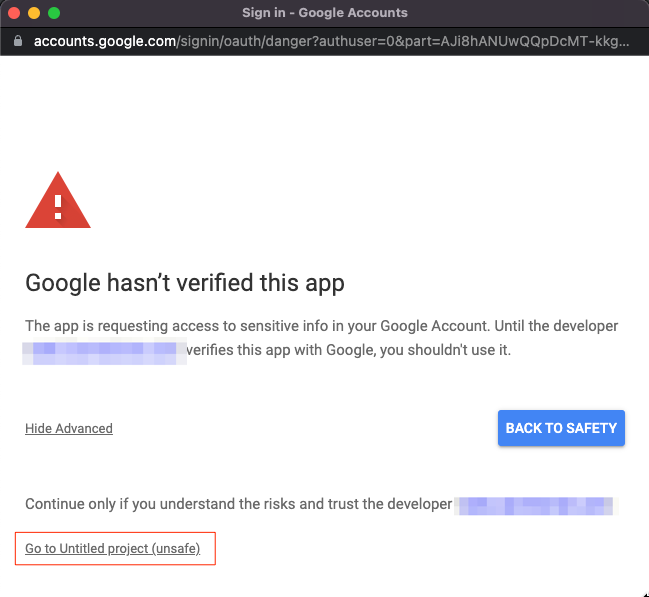 Sign in - Google Accounts
accounts.google.com/signin/oauth/danger?authuser=0&part=AJi8hANUwQQpDcMT-kkg...
Google hasn’t verified this app
The app is requesting access to sensitive info in your Google Account. Until the developer
verifies this app with Google, you shouldn't use it.
Hide Advanced
BACK TO SAFETY
Continue only if you understand the risks and trust the developer
Go to Untitled project (unsafe)